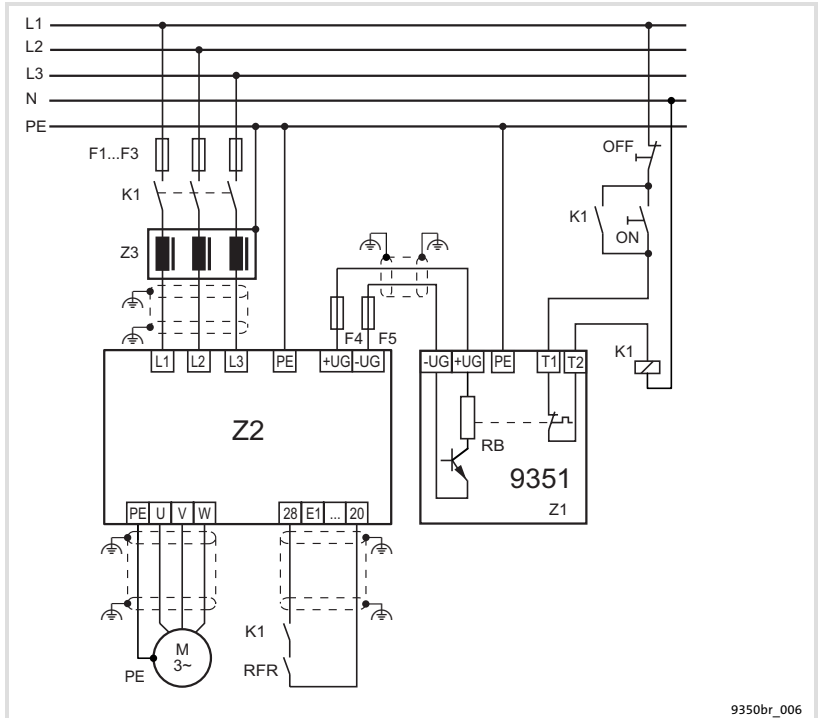 L1
L2
L3
N
PE
F1...F3
OFF
K1
K1
ON
Z3
F4 F5
K1
L1 L2 L3 PE +UG -UG
-UG +UG PE T1 T2
Z2
RB
9351
Z1
PE U V W
28 E1 ... 20
K1
M
3~
RFR
PE
9350br_006